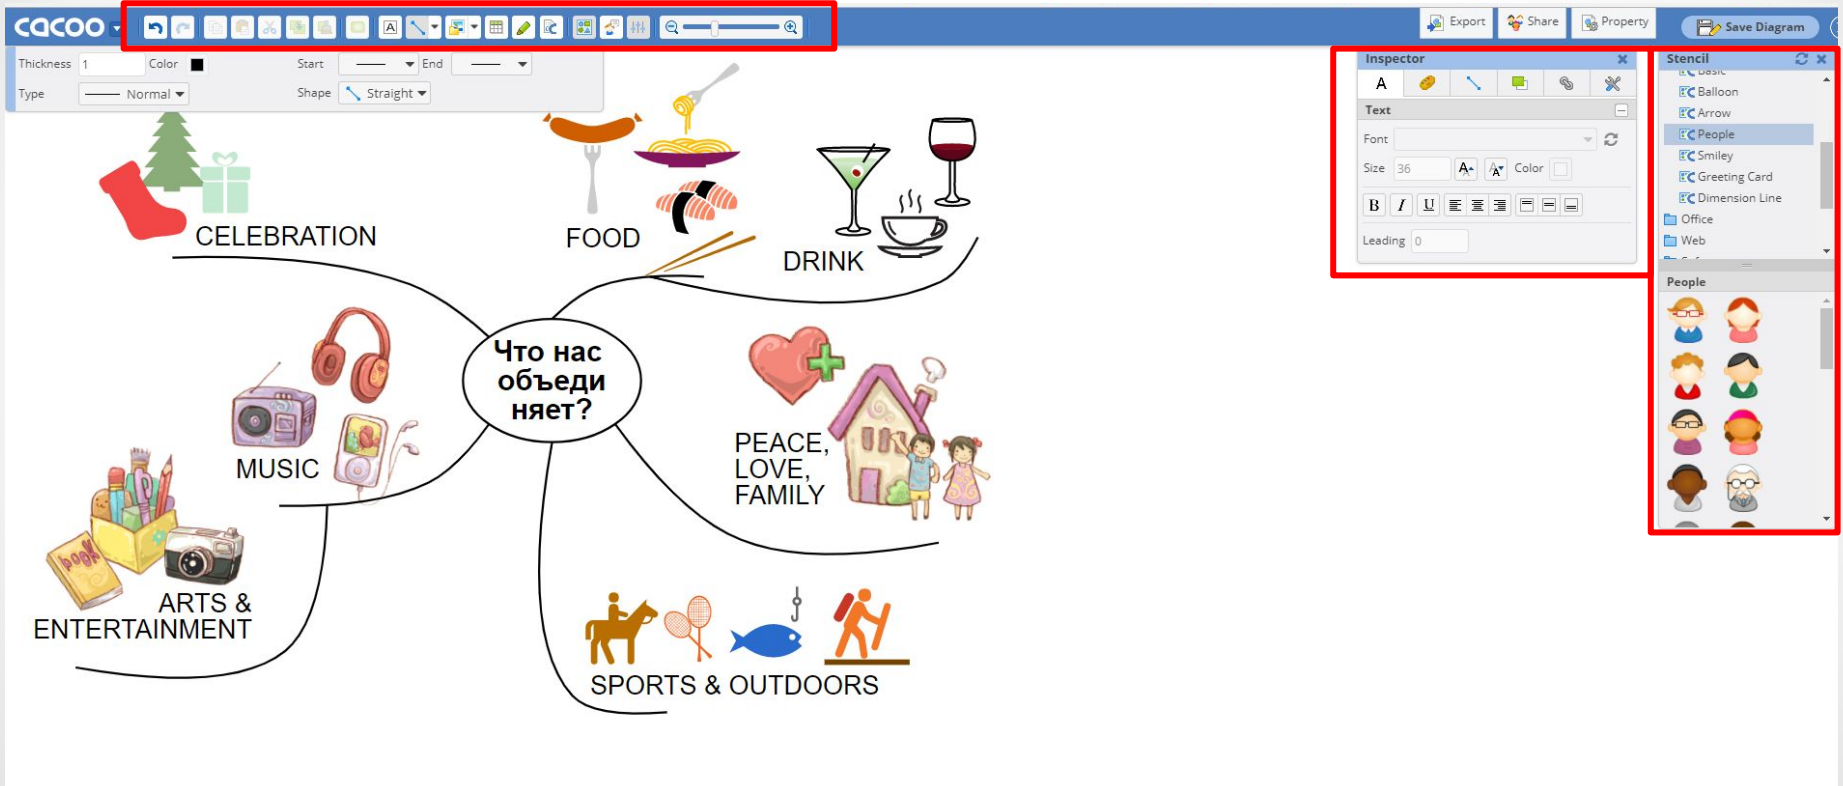 cacoo
Export
Share
Property
Save Diagram
Thickness 1 Color Start End
Type Normal Shape Straight
Inspector
A
Text
Font
Size 36 A A Color
B I U
Leading 0
Stencil
Basic
Balloon
Arrow
People
Smiley
Greeting Card
Dimension Line
Office
Web
People
CELEBRATION
FOOD
DRINK
Что нас
объеди
няет?
MUSIC
PEACE,
LOVE,
FAMILY
BOOK
ARTS &
ENTERTAINMENT
SPORTS & OUTDOORS